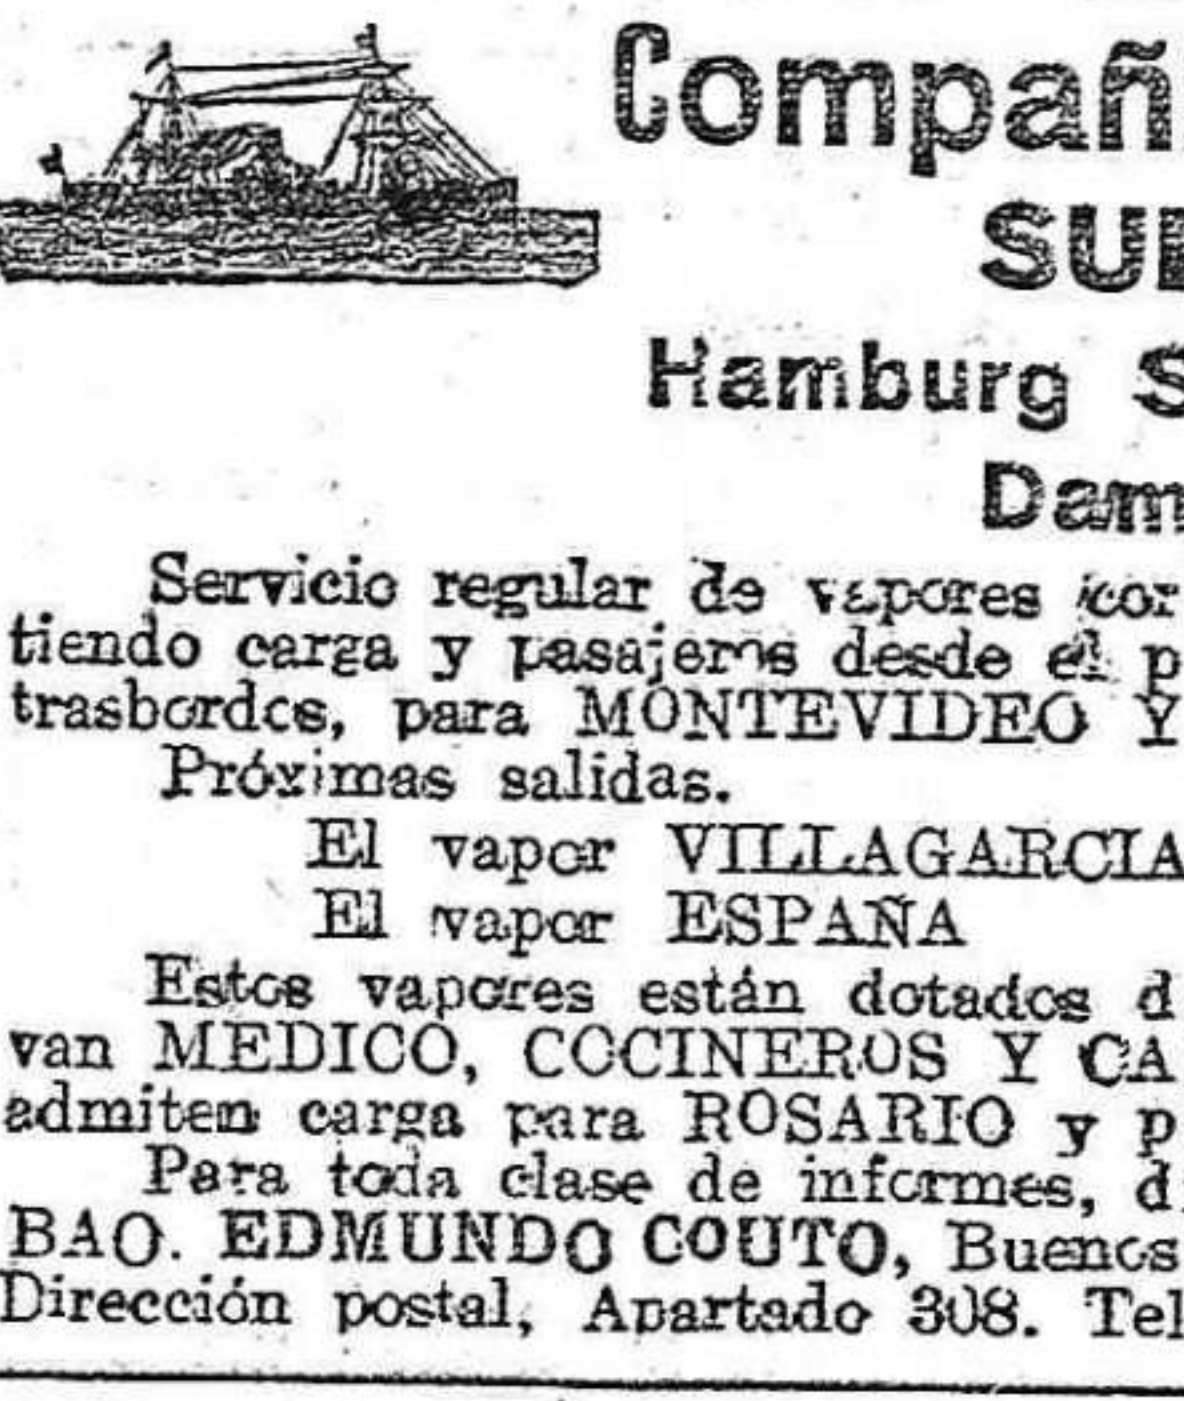 Compañ
SU
Hamburg S
Dam
Servicio regular de vapores cor
tiendo carga y pasajeros desde el p
trasbordos, para MONTEVIDEO Y
Próximas salidas.
El vapor VILLAGARCIA
El vapor ESPAÑA
Estos vapores están dotados d
van MEDICO, COCINEROS Y CA
admiten carga para ROSARIO y p
Para toda clase de informes, d
BAO. EDMUNDO COUTO, Buenos
Dirección postal, Apartado 308. Tel